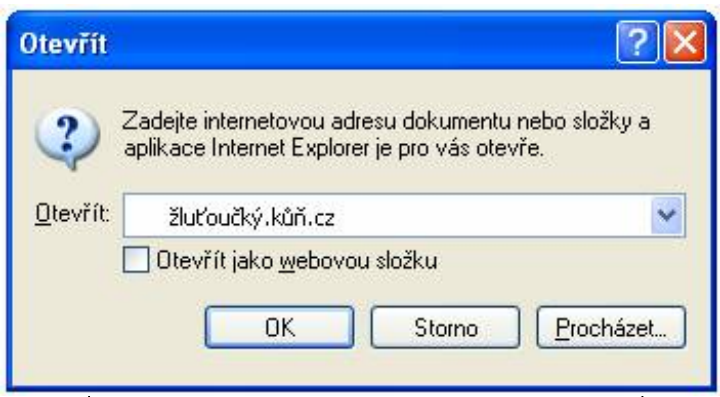 Otevřít
Zadejte internetovou adresu dokumentu nebo složky a
aplikace Internet Explorer je pro vás otevře.
Otevřít: žluťoučký.kůň.cz
Otevřít jako webovou složku
OK Storno Procházet...